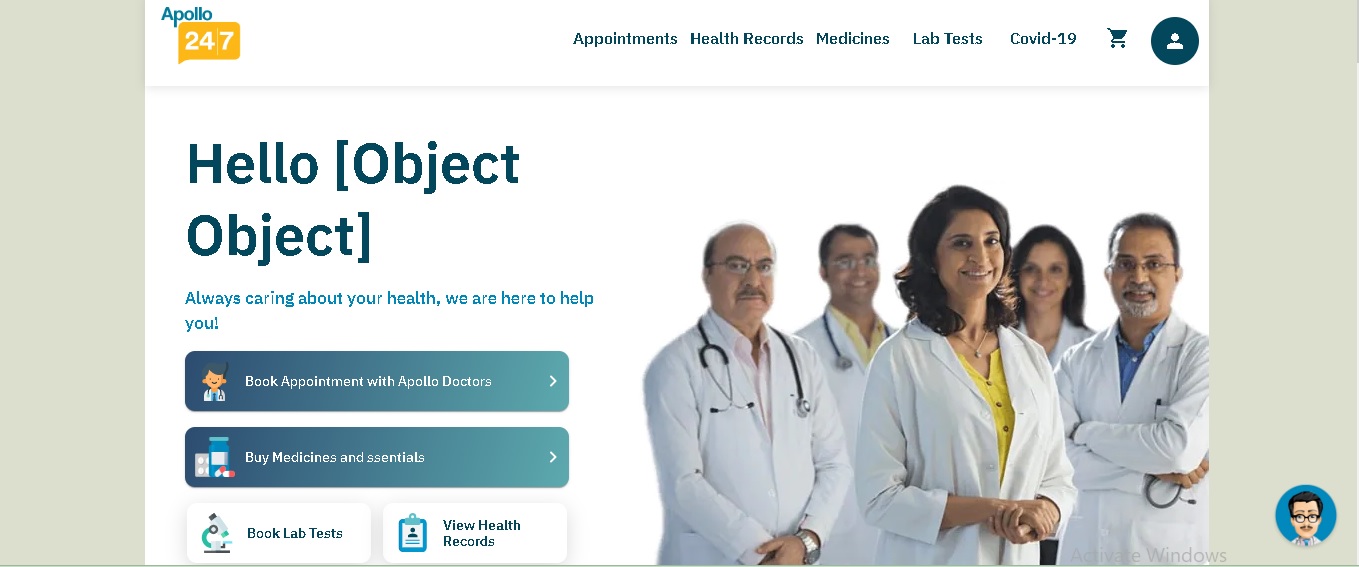 Apollo
24|7
Appointments Health Records Medicines Lab Tests Covid-19
Hello [Object
Object]
Always caring about your health, we are here to help
you!
Book Appointment with Apollo Doctors
Buy Medicines and ssentials
Book Lab Tests
View Health
Records
Activate Windows